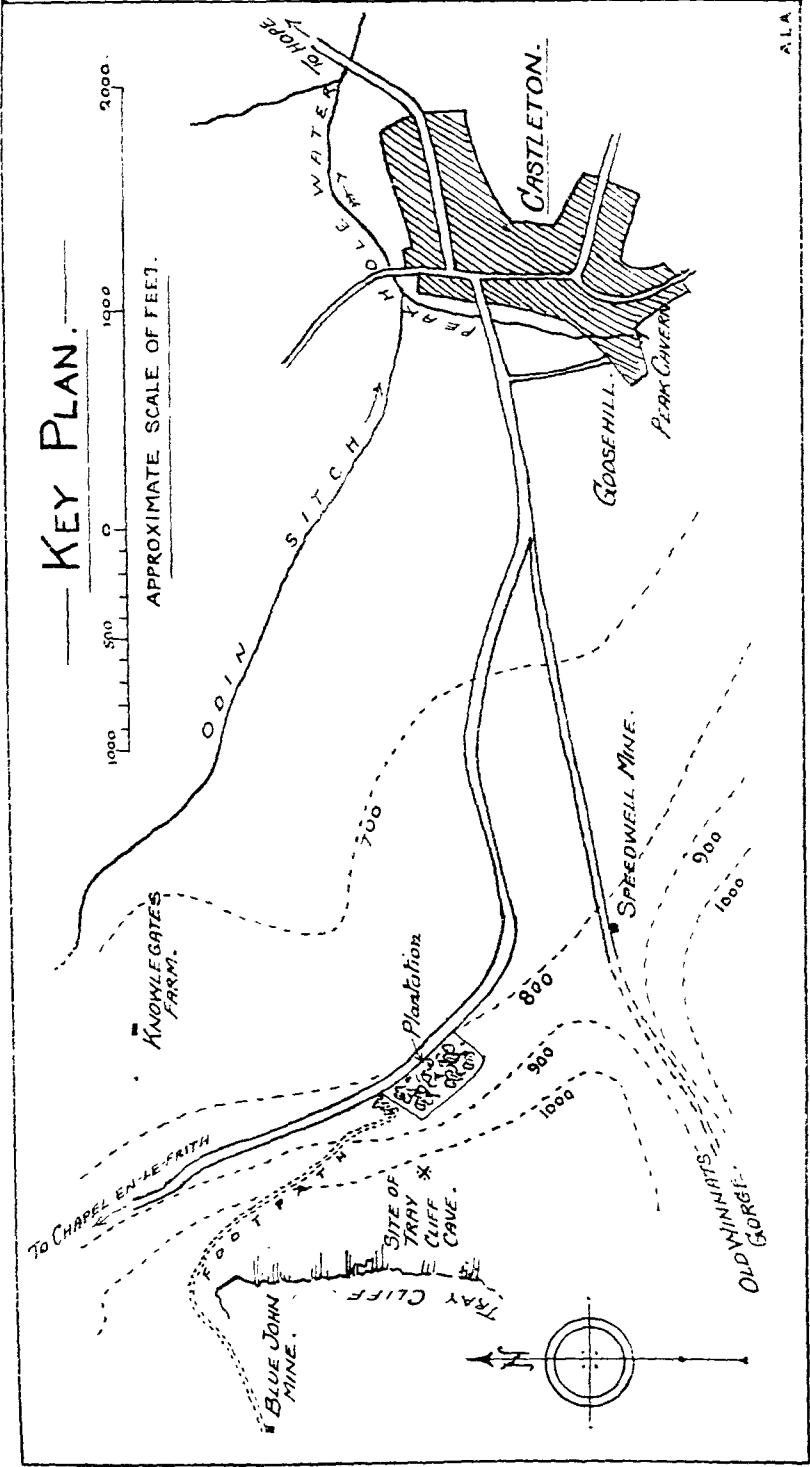 KEY PLAN.
APPROXIMATE SCALE OF FEET.
1000 500 0 1000 2000
TO HOPE
PEAK HOLE WATER
CASTLETON.
ODIN SITCH
GOOSEHILL.
PEAK CAVERN
KNOWLEGATES
FARM.
700
SPEEDWELL MINE.
900
1000
Plantation
800
900
1000
TO CHAPEL EN-LE-FRITH
FOOTPATH
SITE OF
TRAY
CLIFF
CAVE.
TRAY CLIFF
BLUE JOHN
MINE.
OLD WINNATS
GORGE.
N
A.L.A